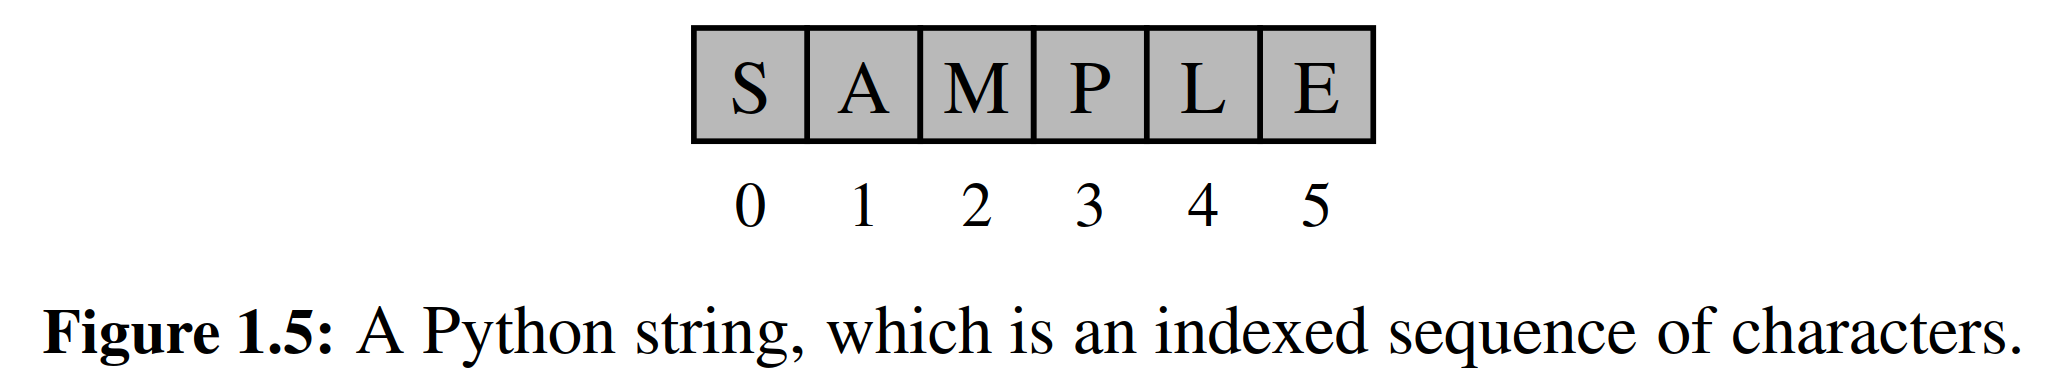 S A M P L E
0 1 2 3 4 5
Figure 1.5: A Python string, which is an indexed sequence of characters.